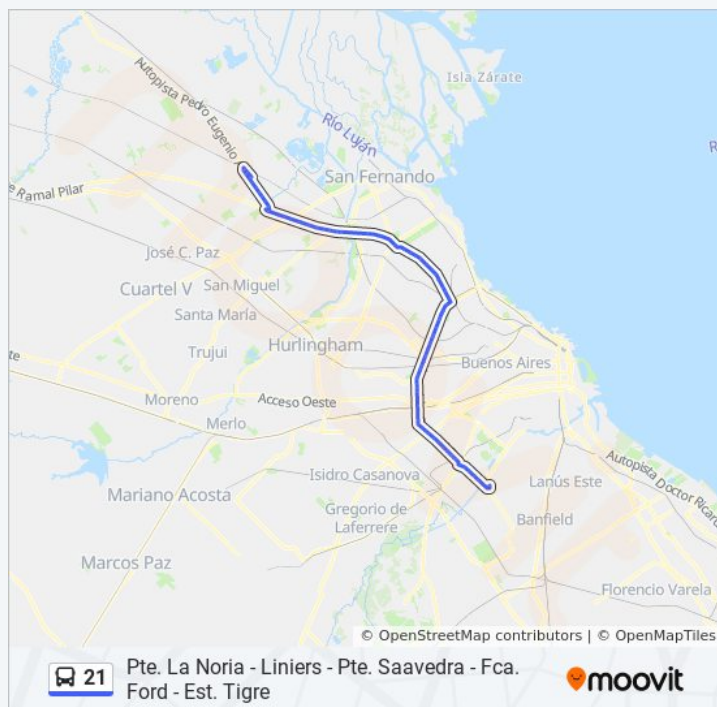 Isla Zárate
Autopista Pedro Eugenio A
Río Luján
R
San Fernando
e Ramal Pilar
José C. Paz
Cuartel V
San Miguel
Santa María
Hurlingham
Trujui
Buenos Aires
te
Moreno
Acceso Oeste
Merlo
Isidro Casanova
Autopista Doctor Ricard
Lanús Este
Mariano Acosta
Gregorio de
Laferrere
Banfield
Marcos Paz
Florencio Varela
© OpenStreetMap contributors | © OpenMapTiles
21
Pte. La Noria - Liniers - Pte. Saavedra - Fca.
Ford - Est. Tigre
moovit